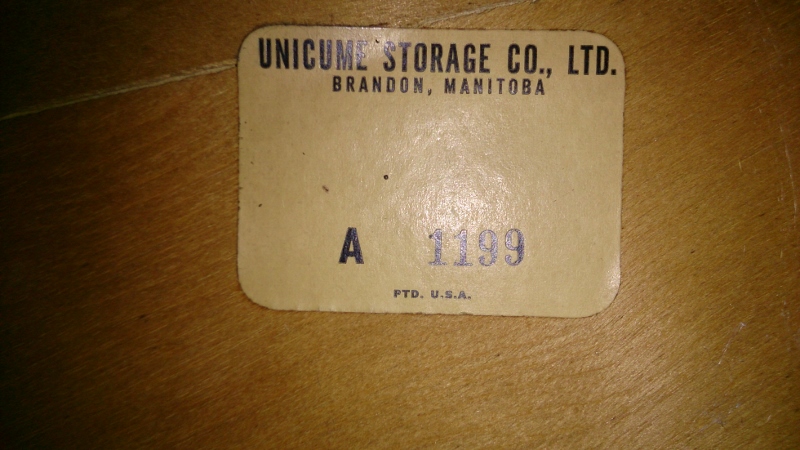 UNICUME STORAGE CO., LTD.
BRANDON, MANITOBA
A 1199
PTD. U.S.A.